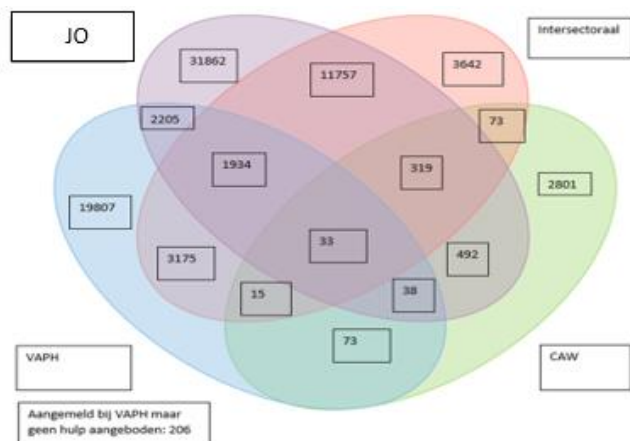 JO
Intersectoraal
31862
11757
3642
2205
73
1934
319
2801
19807
33
3175
492
15
38
73
VAPH
CAW
Aangemeld bij VAPH maar
geen hulp aangeboden: 206